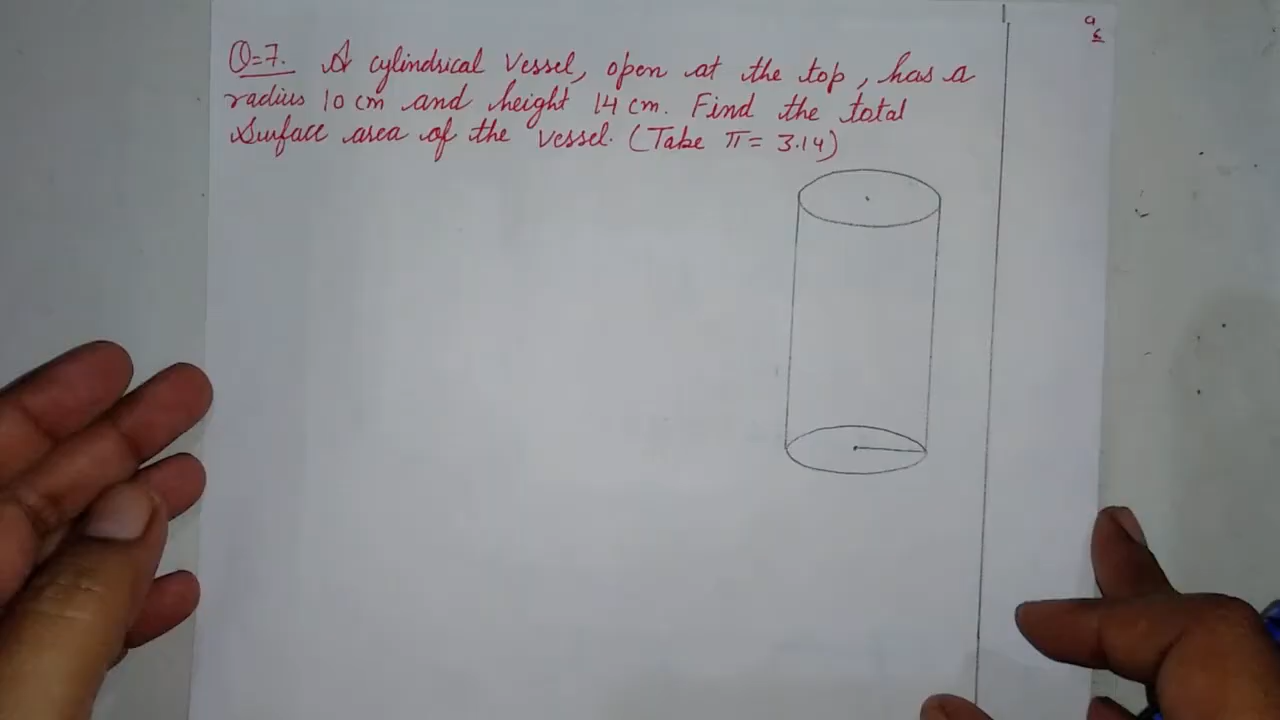 Q=7. A cylindrical vessel, open at the top, has a
radius 10 cm and height 14 cm. Find the total
Surface area of the vessel. (Take π = 3.14)